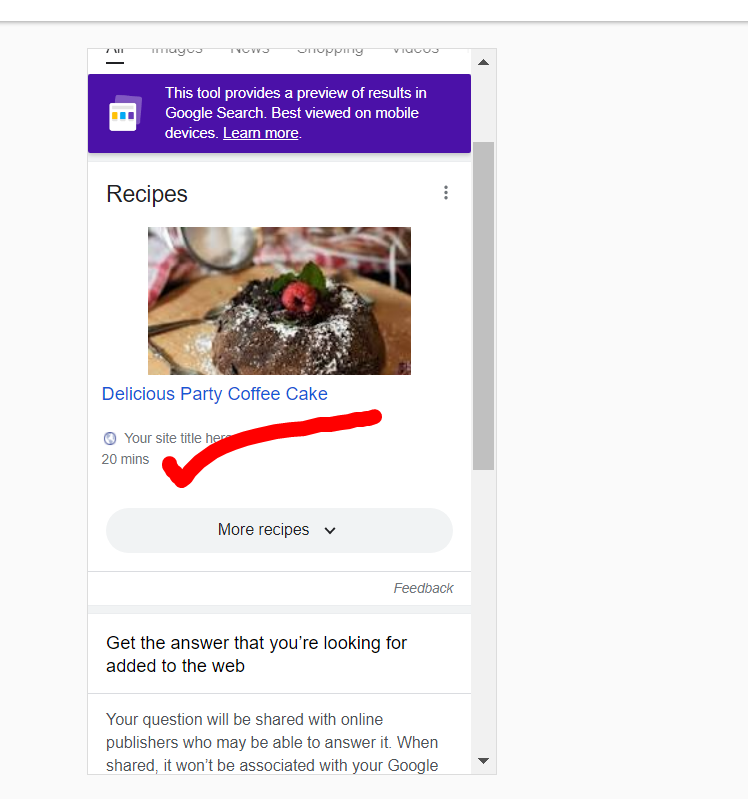 All Images News Shopping Videos
This tool provides a preview of results in
Google Search. Best viewed on mobile
devices. Learn more.
Recipes
Delicious Party Coffee Cake
Your site title here
20 mins
More recipes
Feedback
Get the answer that you’re looking for
added to the web
Your question will be shared with online
publishers who may be able to answer it. When
shared, it won’t be associated with your Google